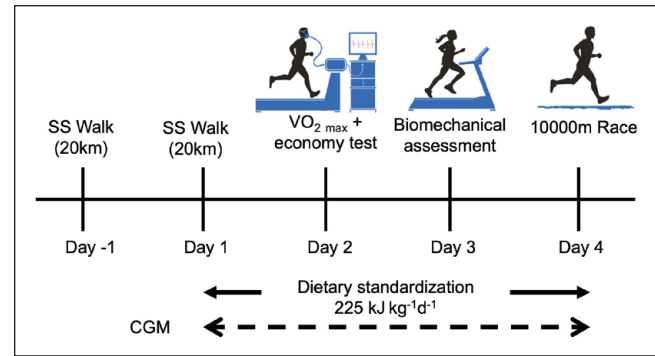 SS Walk
(20km)
SS Walk
(20km)
VO2 max +
economy test
Biomechanical
assessment
10000m Race
Day -1
Day 1
Day 2
Day 3
Day 4
Dietary standardization
225 kJ kg-1d-1
CGM